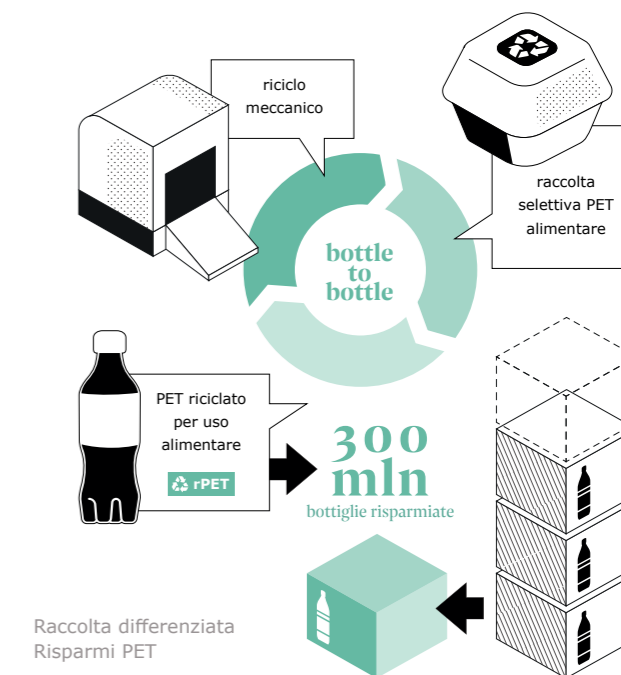 riciclo
meccanico
raccolta
selettiva PET
alimentare
bottle
to
bottle
PET riciclato
per uso
alimentare
rPET
300
mln
bottiglie risparmiate
Raccolta differenziata
Risparmi PET